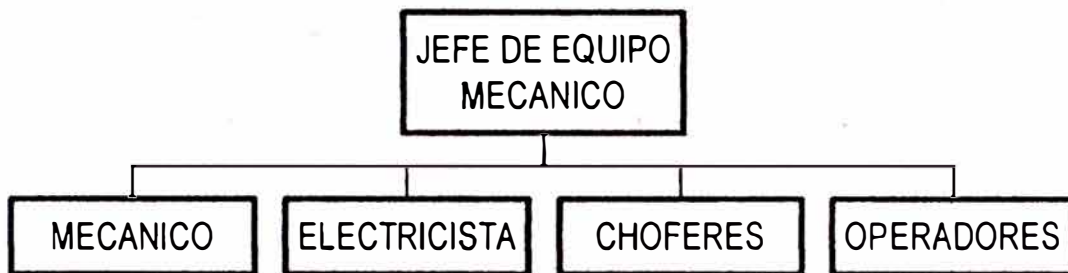 JEFE DE EQUIPO
MECANICO
MECANICO
ELECTRICISTA
CHOFERES
OPERADORES